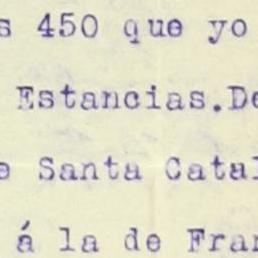 s 450 que yo
Estancias.De
e Santa Catal
á la de Fran